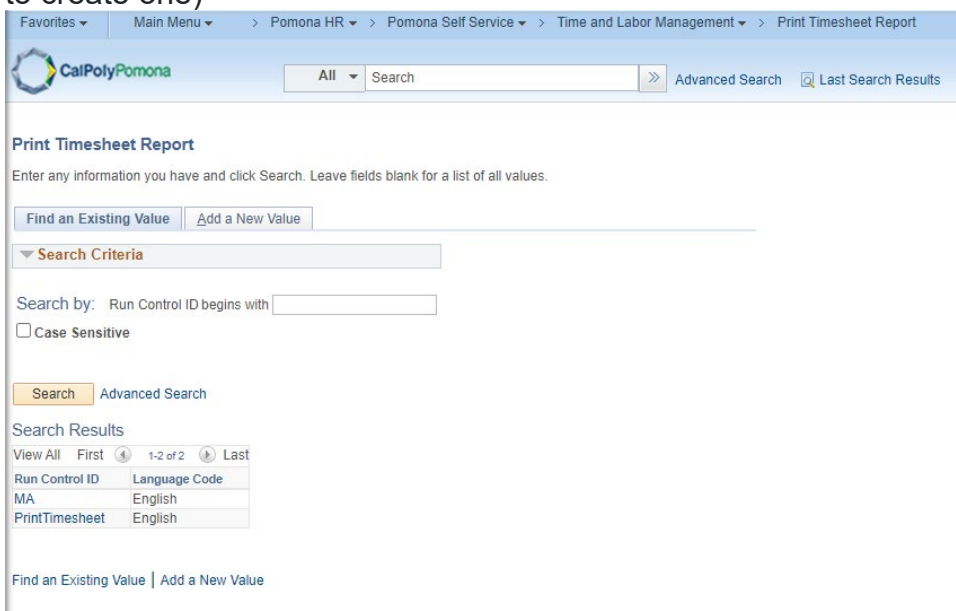 to create one)
Favorites Main Menu > Pomona HR > Pomona Self Service > Time and Labor Management > Print Timesheet Report
CalPolyPomona All Search » Advanced Search Last Search Results
Print Timesheet Report
Enter any information you have and click Search. Leave fields blank for a list of all values.
Find an Existing Value Add a New Value
Search Criteria
Search by: Run Control ID begins with
Case Sensitive
Search Advanced Search
Search Results
View All First 1-2 of 2 Last
Run Control ID Language Code
MA English
PrintTimesheet English
Find an Existing Value | Add a New Value